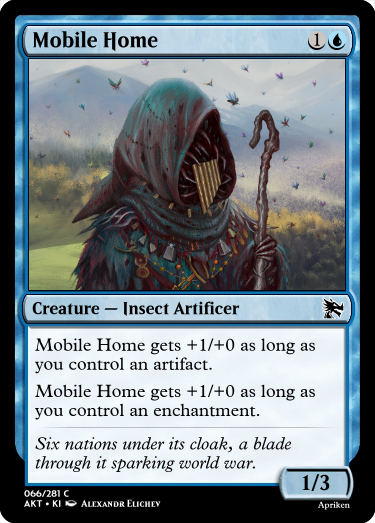 Mobile Home 1
Creature — Insect Artificer
Mobile Home gets +1/+0 as long as
you control an artifact.
Mobile Home gets +1/+0 as long as
you control an enchantment.
Six nations under its cloak, a blade
through it sparking world war.
1/3
066/281 C
AKT • KI Alexandr Elichev
Apriken